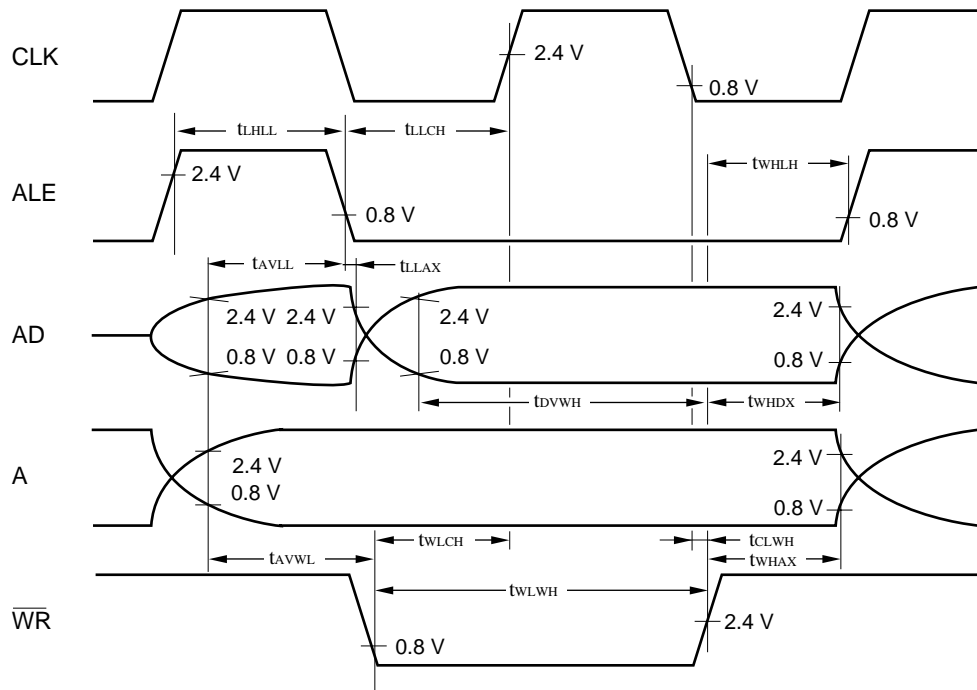 CLK
2.4 V
0.8 V
tLHLL
tLLCH
tWHLH
ALE
2.4 V
0.8 V
0.8 V
tAVLL
tLLAX
AD
2.4 V 2.4 V 2.4 V 2.4 V
0.8 V 0.8 V 0.8 V 0.8 V
tDVWH
tWHDX
A
2.4 V 2.4 V
0.8 V 0.8 V
tAVWL
tWLCH
tCLWH
tWHAX
tWLWH
W̅R̅
0.8 V
2.4 V